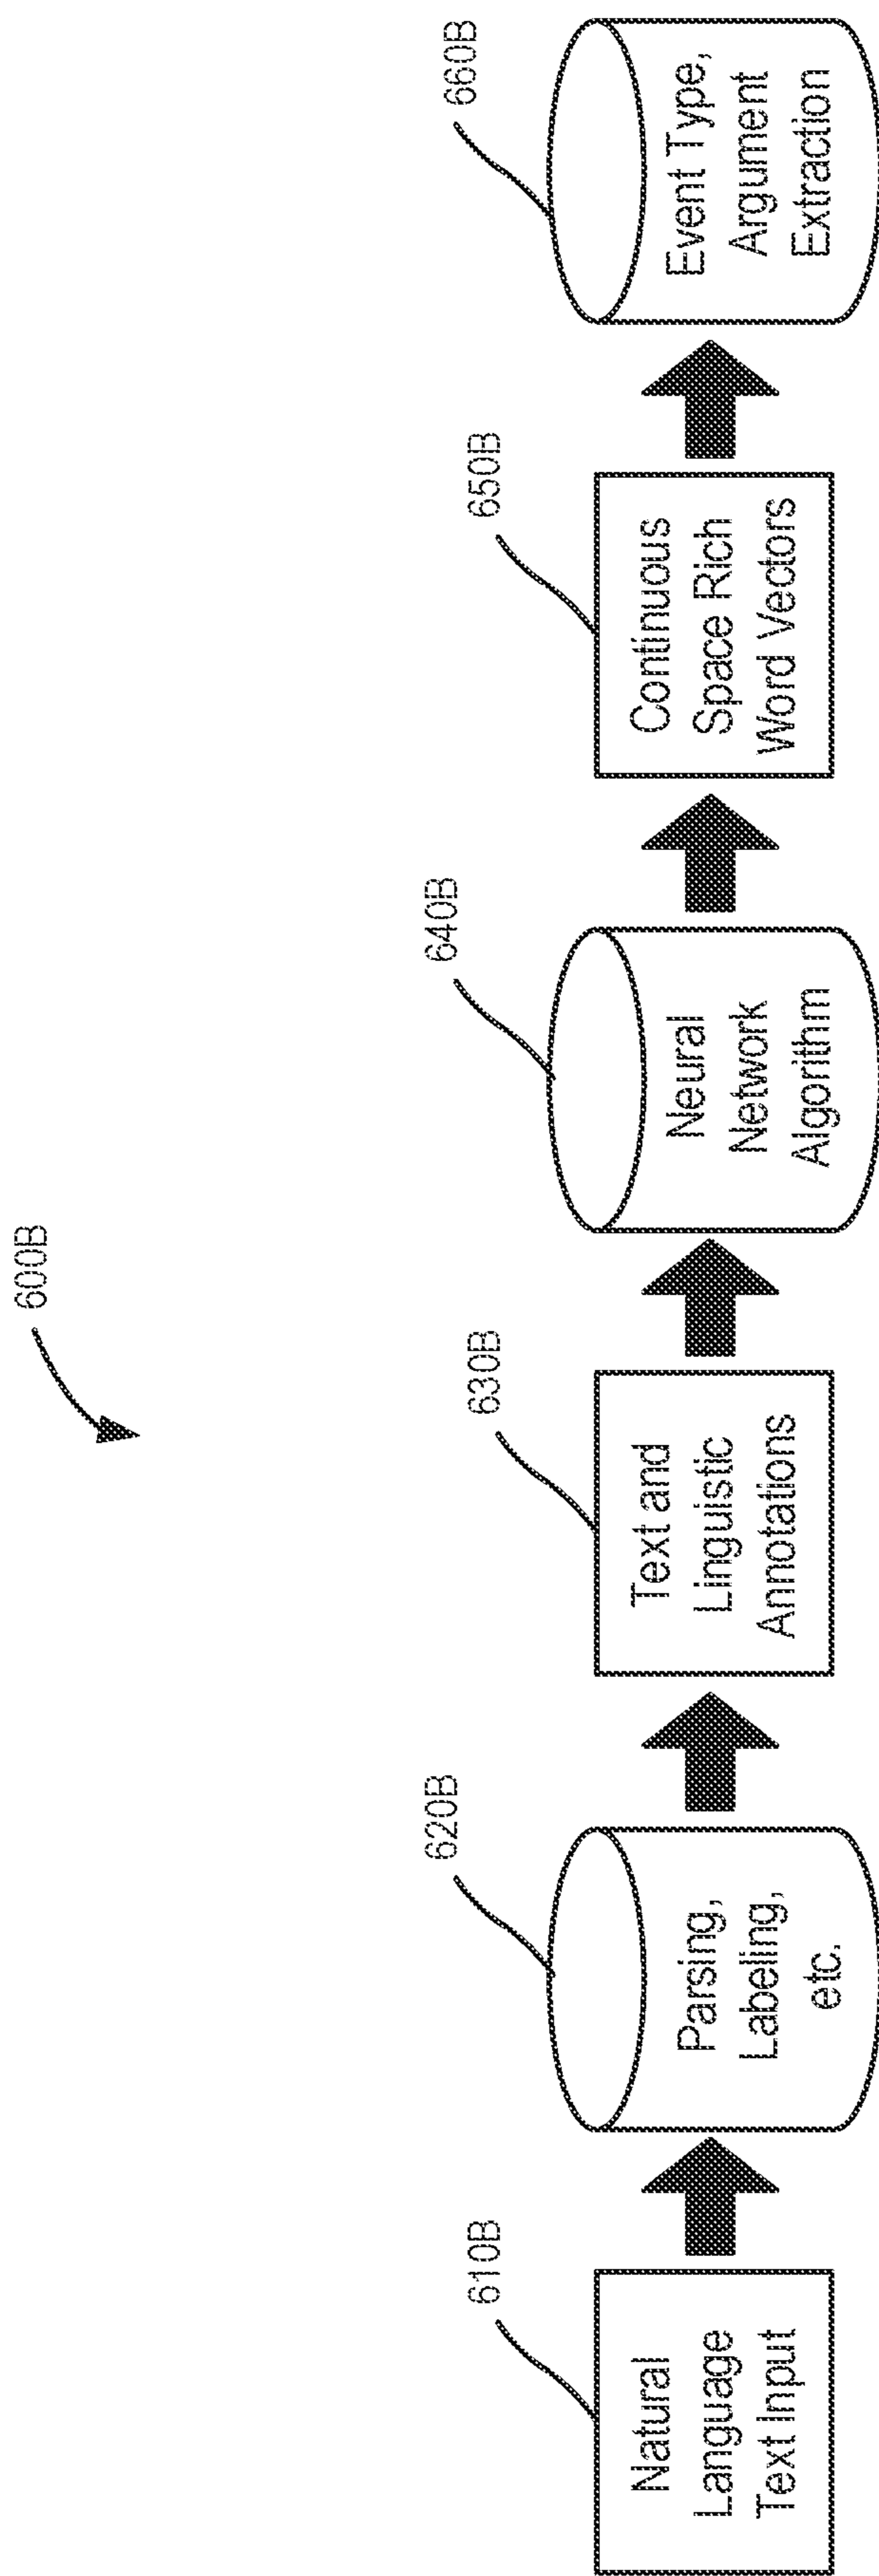 600B
610B
Natural
Language
Text Input
620B
Parsing,
Labeling,
etc.
630B
Text and
Linguistic
Annotations
640B
Neural
Network
Algorithm
650B
Continuous
Space Rich
Word Vectors
660B
Event Type,
Argument
Extraction